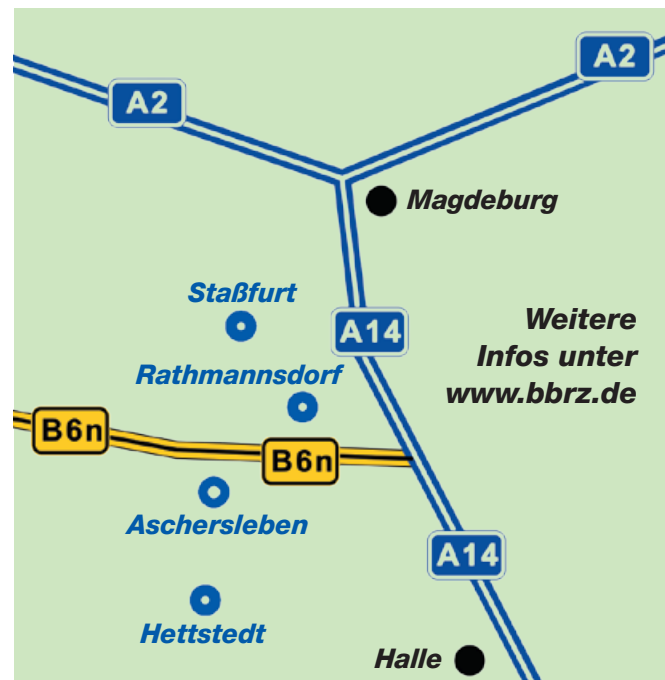 A2
A2
Magdeburg
Staßfurt
A14
Weitere
Infos unter
www.bbrz.de
Rathmannsdorf
B6n
B6n
Aschersleben
A14
Hettstedt
Halle